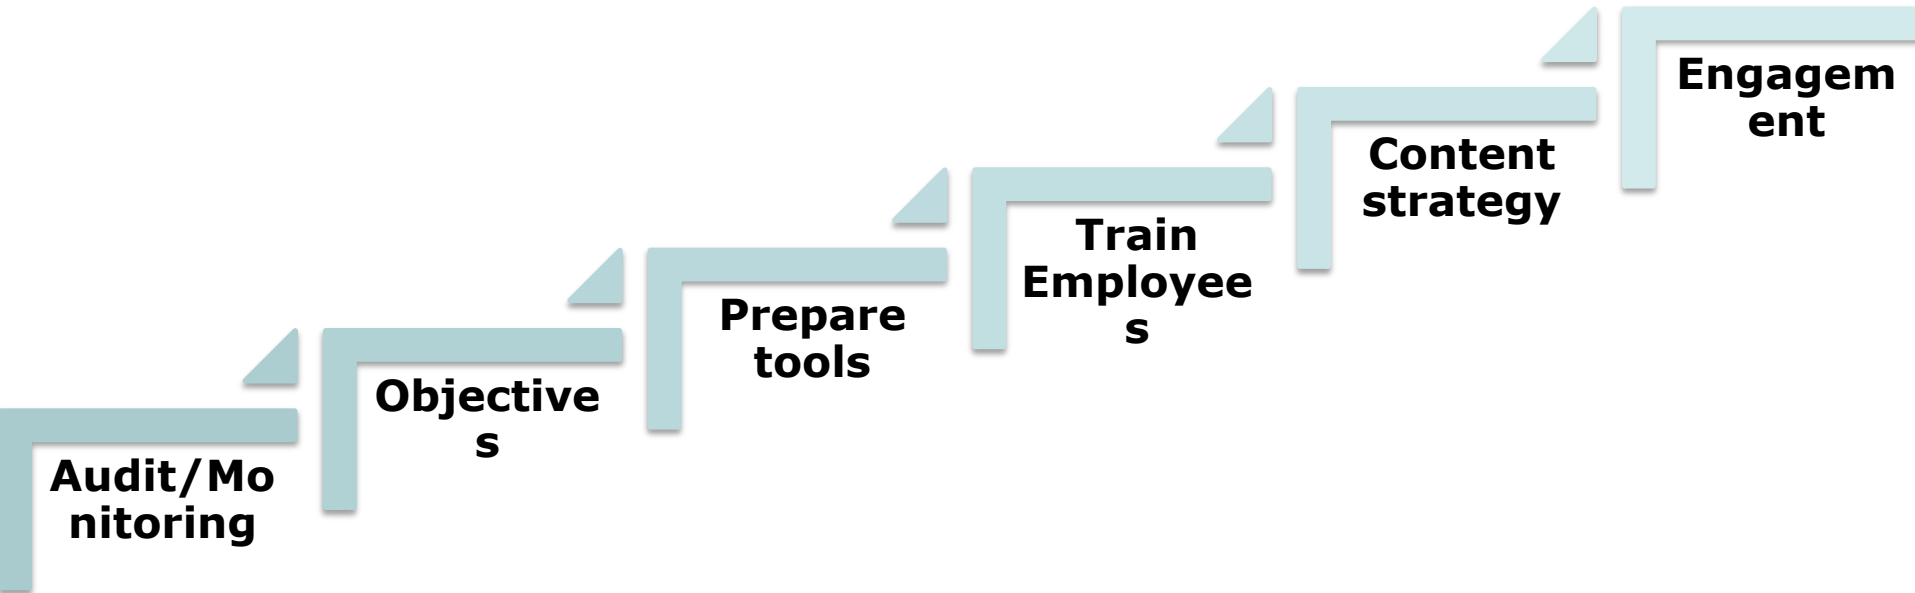 Audit/Mo
nitoring
Objective
s
Prepare
tools
Train
Employee
s
Content
strategy
Engagem
ent